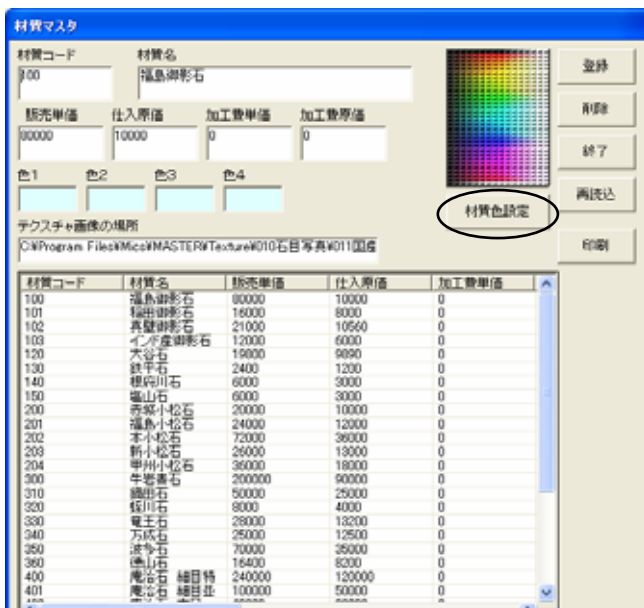 材質マスタ
材質コード 材質名
100 福島御影石
登録
販売単価 仕入原価 加工費単価 加工費原価
80000 10000 0 0
削除
終了
色1 色2 色3 色4
再読込
材質色設定
テクスチャ画像の場所
C:¥Program Files¥Mics¥MASTER¥Texture¥010石目写真¥011国産
印刷
材質コード 材質名 販売単価 仕入原価 加工費単価
100 福島御影石 80000 10000 0
101 稲田御影石 16000 8000 0
102 真壁御影石 21000 10560 0
103 インド産御影石 12000 6000 0
120 大谷石 19800 9890 0
130 鉄平石 2400 1200 0
140 根府川石 6000 3000 0
150 塩山石 6000 3000 0
200 赤城小松石 20000 10000 0
201 福島小松石 24000 12000 0
202 本小松石 72000 36000 0
203 新小松石 26000 13000 0
204 甲州小松石 36000 18000 0
300 牛岩青石 200000 90000 0
310 鍋田石 50000 25000 0
320 蛭川石 8000 4000 0
330 竜王石 28000 13200 0
340 万成石 25000 12500 0
350 波多石 70000 35000 0
360 徳山石 16400 8200 0
400 庵治石 細目特 240000 120000 0
401 庵治石 細目並 100000 50000 0